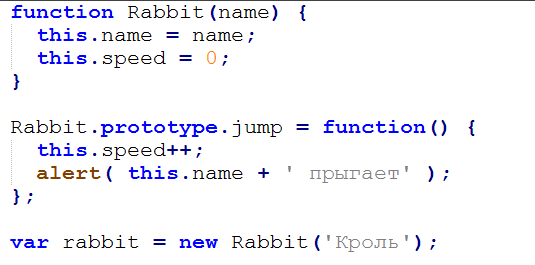 function Rabbit(name) {
  this.name = name;
  this.speed = 0;
}

Rabbit.prototype.jump = function() {
  this.speed++;
  alert( this.name + ' прыгает' );
};

var rabbit = new Rabbit('Кроль');